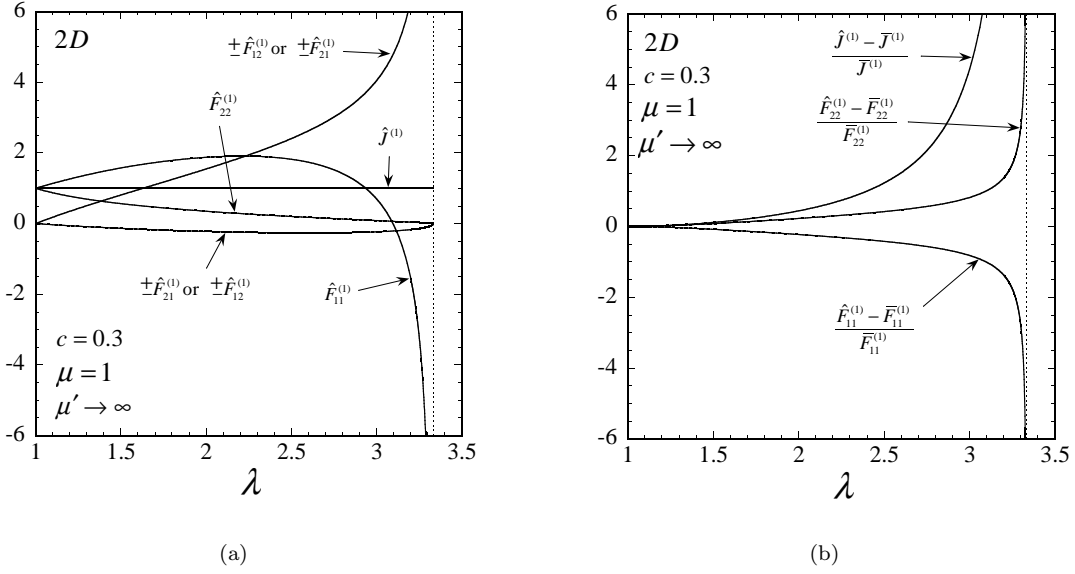 6
4
2
0
-2
-4
-6
1
1.5
2
2.5
3
3.5
λ
2D
±F̂₁₂⁽¹⁾ or ±F̂₂₁⁽¹⁾
F̂₂₂⁽¹⁾
Ĵ⁽¹⁾
±F̂₂₁⁽¹⁾ or ±F̂₁₂⁽¹⁾
F̂₁₁⁽¹⁾
c = 0.3
μ = 1
μ′ → ∞
(a)
6
4
2
0
-2
-4
-6
1
1.5
2
2.5
3
3.5
λ
2D
c = 0.3
μ = 1
μ′ → ∞
Ĵ⁽¹⁾ – J̅⁽¹⁾
J̅⁽¹⁾
F̂₂₂⁽¹⁾ – F̅₂₂⁽¹⁾
F̅₂₂⁽¹⁾
F̂₁₁⁽¹⁾ – F̅₁₁⁽¹⁾
F̅₁₁⁽¹⁾
(b)